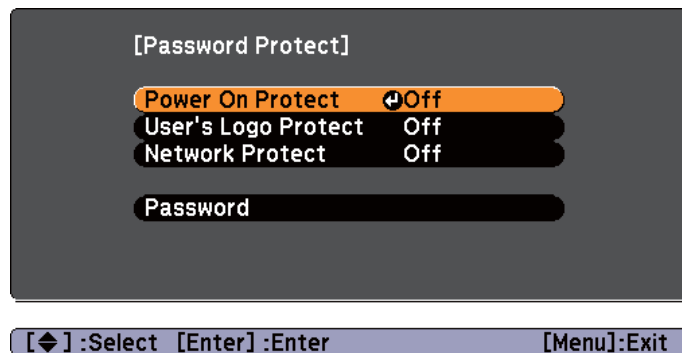 [Password Protect]
Power On Protect Off
User's Logo Protect Off
Network Protect Off
Password
[◆] :Select [Enter] :Enter [Menu]:Exit